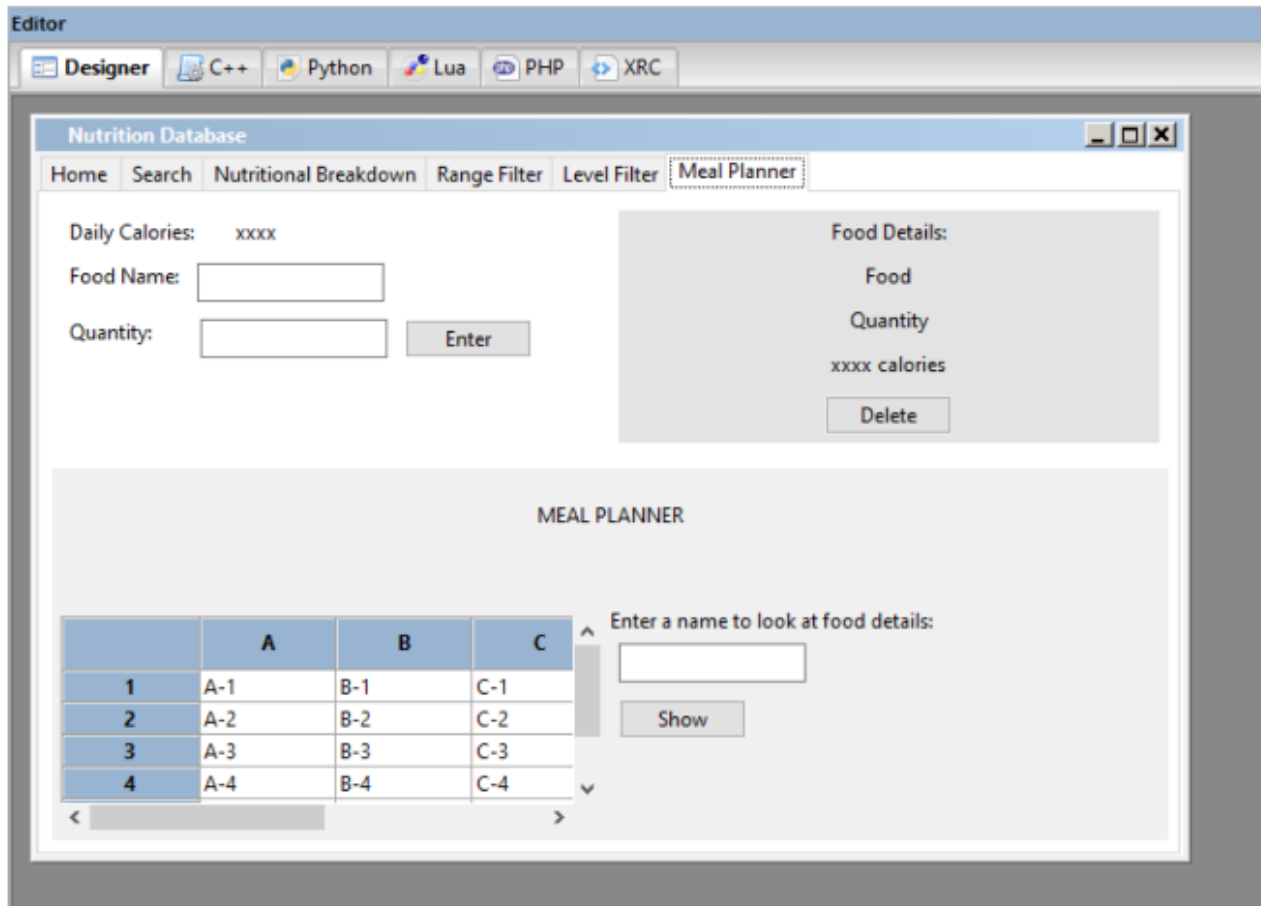 Editor
Designer C++ Python Lua PHP XRC
Nutrition Database
Home Search Nutritional Breakdown Range Filter Level Filter Meal Planner
Daily Calories: xxxx
Food Name:
Quantity: Enter
Food Details:
Food
Quantity
xxxx calories
Delete
MEAL PLANNER
A B C
1 A-1 B-1 C-1
2 A-2 B-2 C-2
3 A-3 B-3 C-3
4 A-4 B-4 C-4
Enter a name to look at food details:
Show